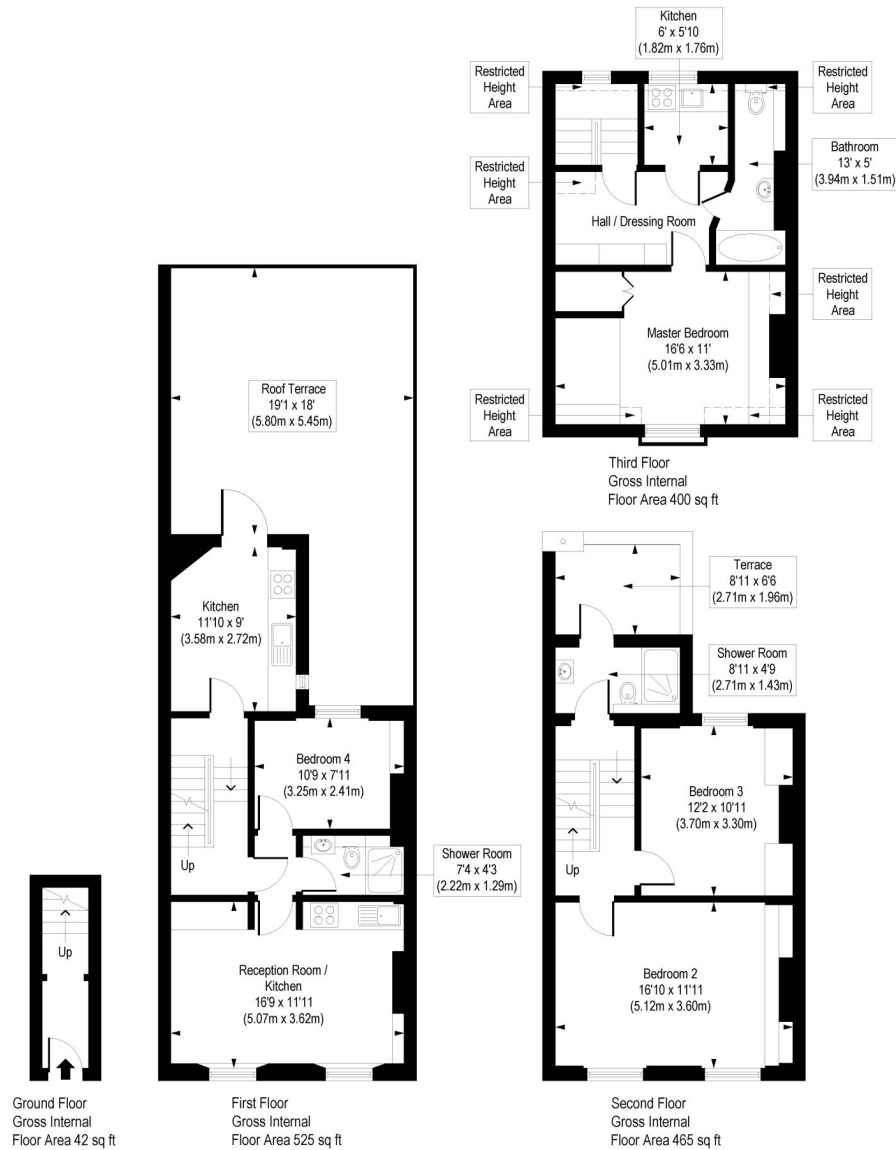 Kitchen
6' x 5'10
(1.82m x 1.76m)
Restricted
Height
Area
Restricted
Height
Area
Restricted
Height
Area
Bathroom
13' x 5'
(3.94m x 1.51m)
Hall / Dressing Room
Restricted
Height
Area
Master Bedroom
16'6 x 11'
(5.01m x 3.33m)
Restricted
Height
Area
Restricted
Height
Area
Third Floor
Gross Internal
Floor Area 400 sq ft
Roof Terrace
19'1 x 18'
(5.80m x 5.45m)
Kitchen
11'10 x 9'
(3.58m x 2.72m)
Bedroom 4
10'9 x 7'11
(3.25m x 2.41m)
Up
Shower Room
7'4 x 4'3
(2.22m x 1.29m)
Reception Room /
Kitchen
16'9 x 11'11
(5.07m x 3.62m)
Terrace
8'11 x 6'6
(2.71m x 1.96m)
Shower Room
8'11 x 4'9
(2.71m x 1.43m)
Bedroom 3
12'2 x 10'11
(3.70m x 3.30m)
Up
Bedroom 2
16'10 x 11'11
(5.12m x 3.60m)
Up
Ground Floor
Gross Internal
Floor Area 42 sq ft
First Floor
Gross Internal
Floor Area 525 sq ft
Second Floor
Gross Internal
Floor Area 465 sq ft